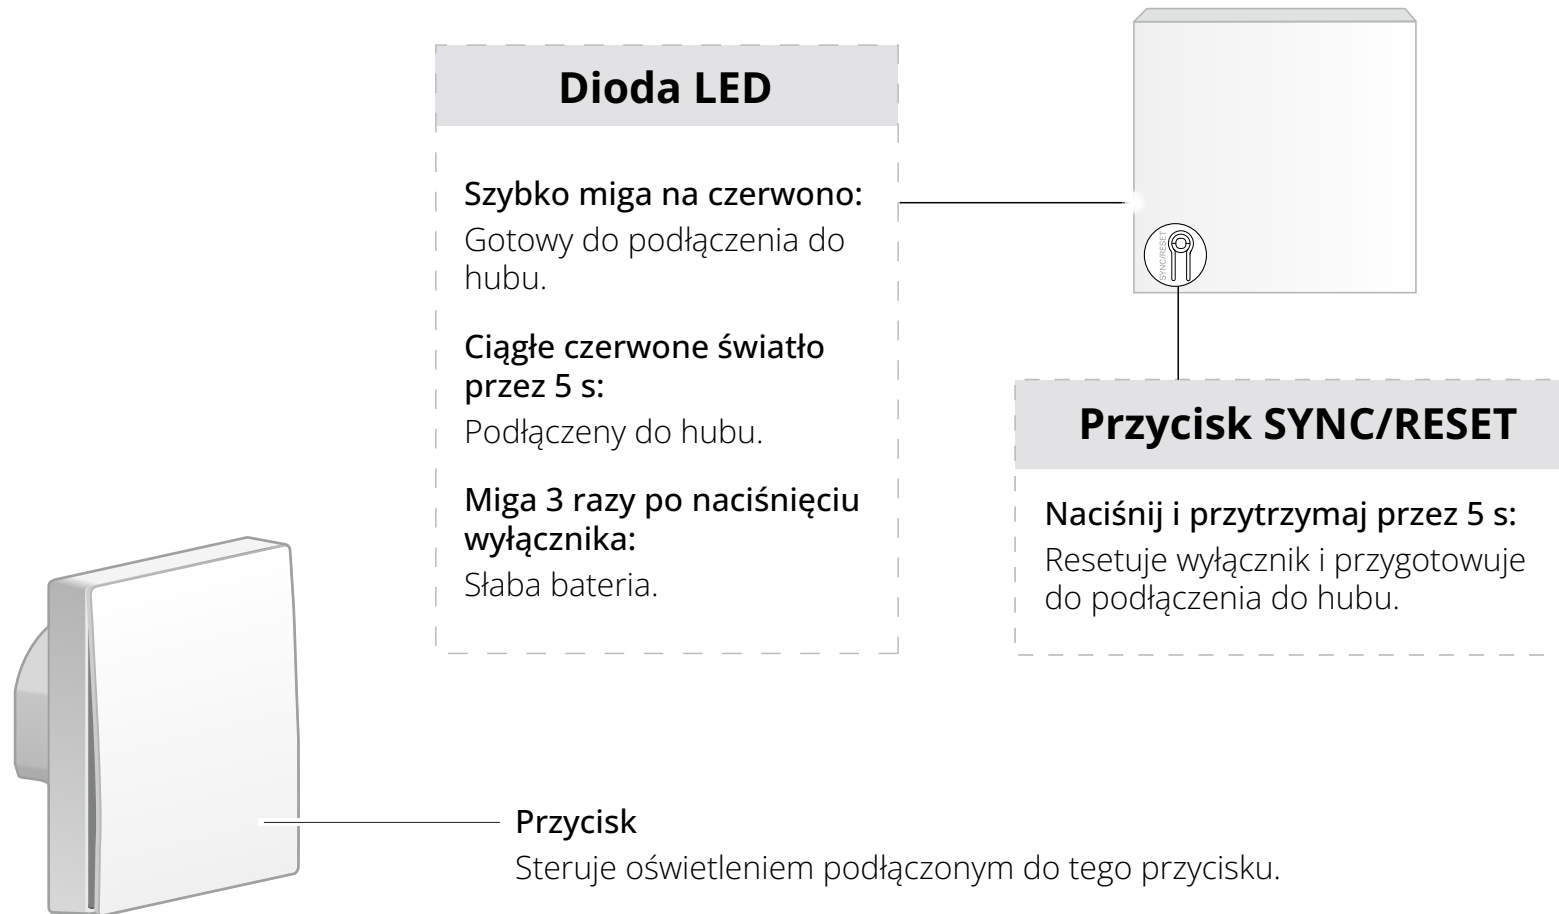 Dioda LED
Szybko miga na czerwono:
Gotowy do podłączenia do
hubu.
Ciągłe czerwone światło
przez 5 s:
Podłączeny do hubu.
Miga 3 razy po naciśnięciu
wyłącznika:
Słaba bateria.
SYNC/RESET
Przycisk SYNC/RESET
Naciśnij i przytrzymaj przez 5 s:
Resetuje wyłącznik i przygotowuje
do podłączenia do hubu.
Przycisk
Steruje oświetleniem podłączonym do tego przycisku.